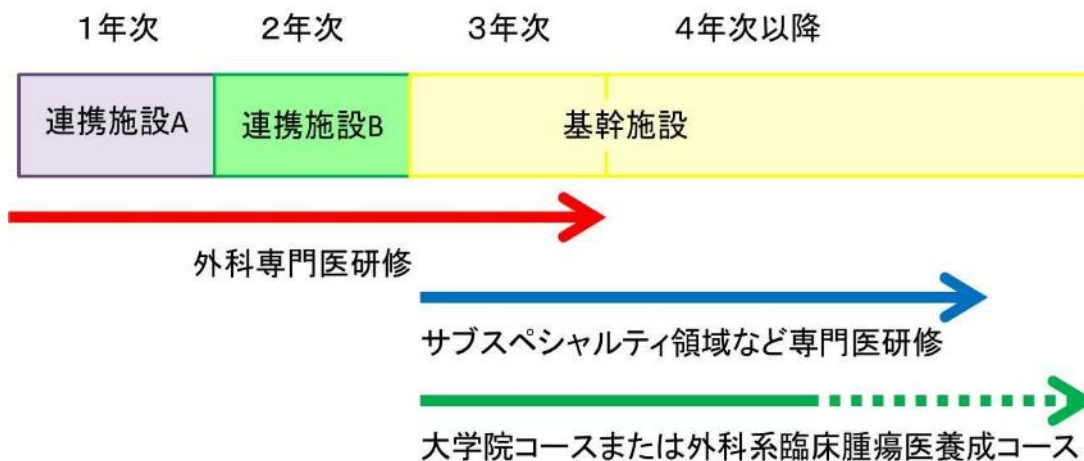 1年次 2年次 3年次 4年次以降
連携施設A 連携施設B 基幹施設
外科専門医研修
サブスペシャルティ領域など専門医研修
大学院コースまたは外科系臨床腫瘍医養成コース